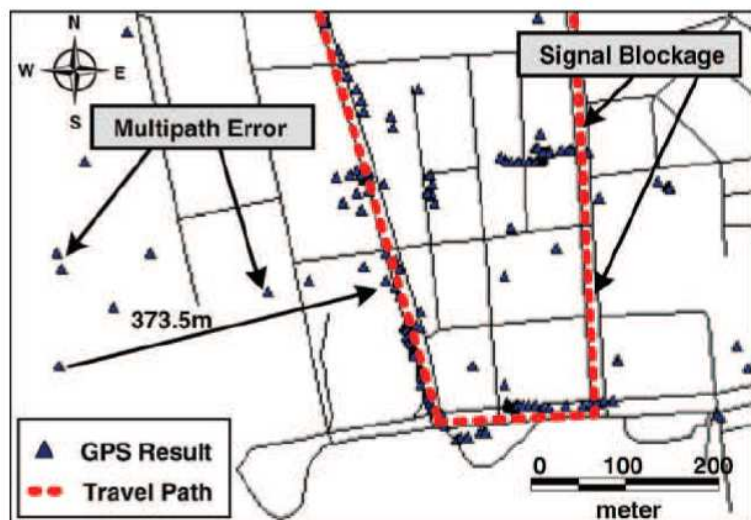 N
W E
S
Signal Blockage
Multipath Error
373.5m
GPS Result
Travel Path
0 100 200
meter